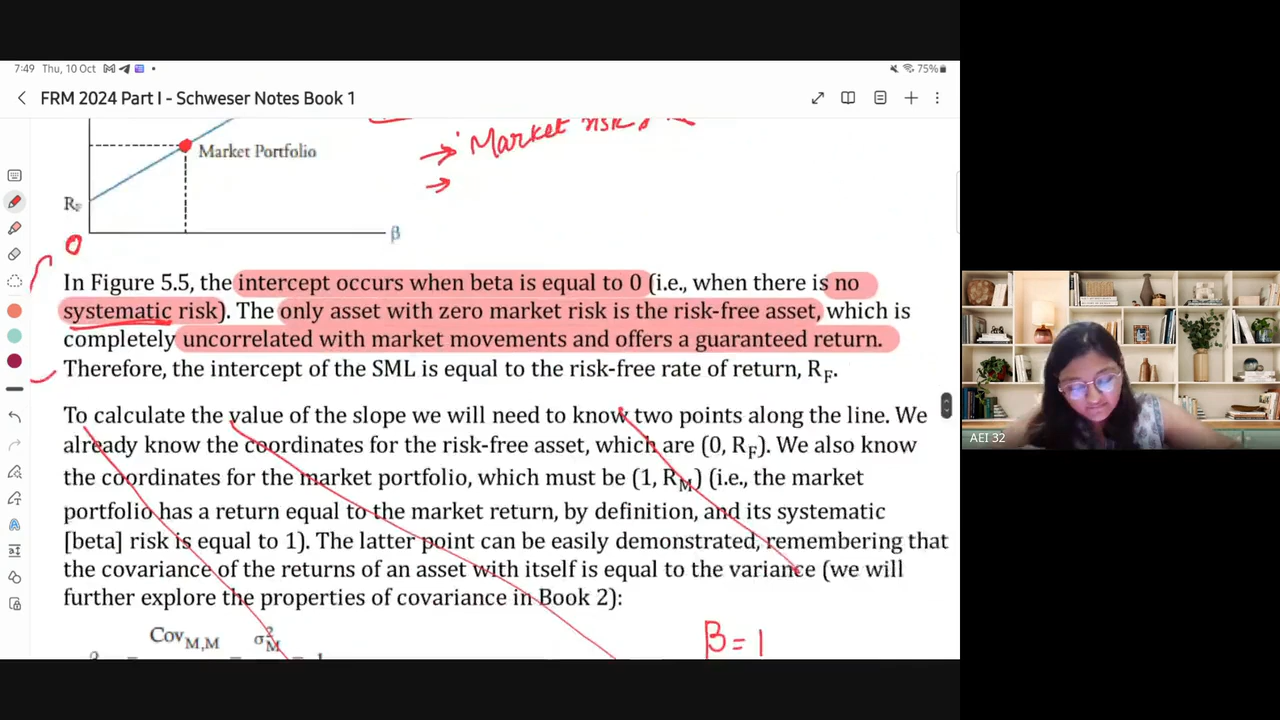 7:49 Thu, 10 Oct
75%
FRM 2024 Part I - Schweser Notes Book 1
Market risk
Market Portfolio
R_F
β
0
In Figure 5.5, the intercept occurs when beta is equal to 0 (i.e., when there is no
systematic risk). The only asset with zero market risk is the risk-free asset, which is
completely uncorrelated with market movements and offers a guaranteed return.
Therefore, the intercept of the SML is equal to the risk-free rate of return, R_F.
To calculate the value of the slope we will need to know two points along the line. We
already know the coordinates for the risk-free asset, which are (0, R_F). We also know
the coordinates for the market portfolio, which must be (1, R_M) (i.e., the market
portfolio has a return equal to the market return, by definition, and its systematic
[beta] risk is equal to 1). The latter point can be easily demonstrated, remembering that
the covariance of the returns of an asset with itself is equal to the variance (we will
further explore the properties of covariance in Book 2):
Cov_M,M σ²_M
β = 1
AEI 32